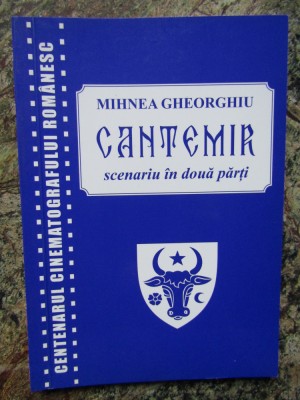 CENTENARUL CINEMATOGRAFULUI ROMÂNESC
MIHNEA GHEORGHIU
CANTEMIR
scenariu în două părți